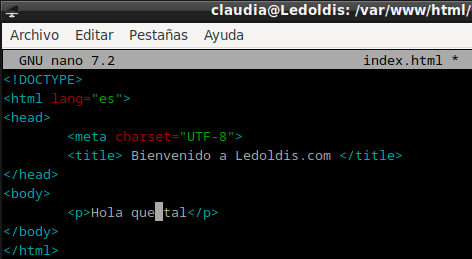 claudia@Ledoldis: /var/www/html/
Archivo Editar Pestañas Ayuda
GNU nano 7.2 index.html *
<!DOCTYPE>
<html lang="es">
<head>
<meta charset="UTF-8">
<title> Bienvenido a Ledoldis.com </title>
</head>
<body>
<p>Hola que tal</p>
</body>
</html>